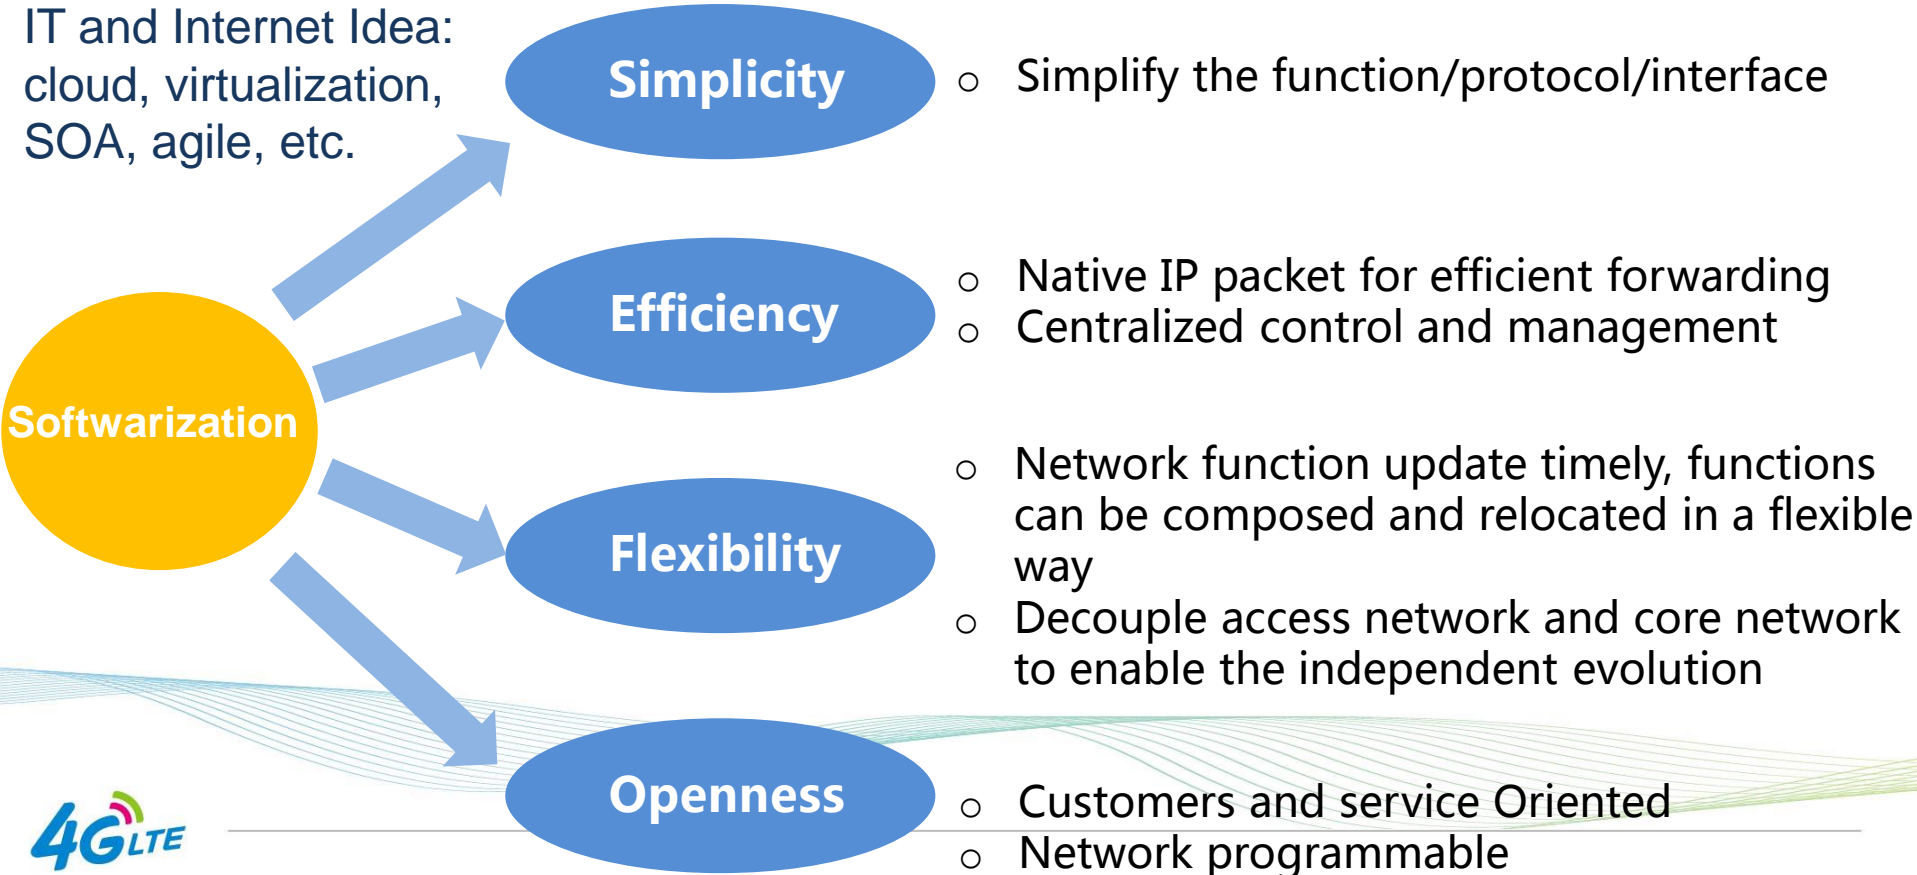 IT and Internet Idea:
cloud, virtualization,
SOA, agile, etc.
Softwarization
Simplicity
○ Simplify the function/protocol/interface
Efficiency
○ Native IP packet for efficient forwarding
○ Centralized control and management
Flexibility
○ Network function update timely, functions
can be composed and relocated in a flexible
way
○ Decouple access network and core network
to enable the independent evolution
Openness
○ Customers and service Oriented
○ Network programmable
4G LTE